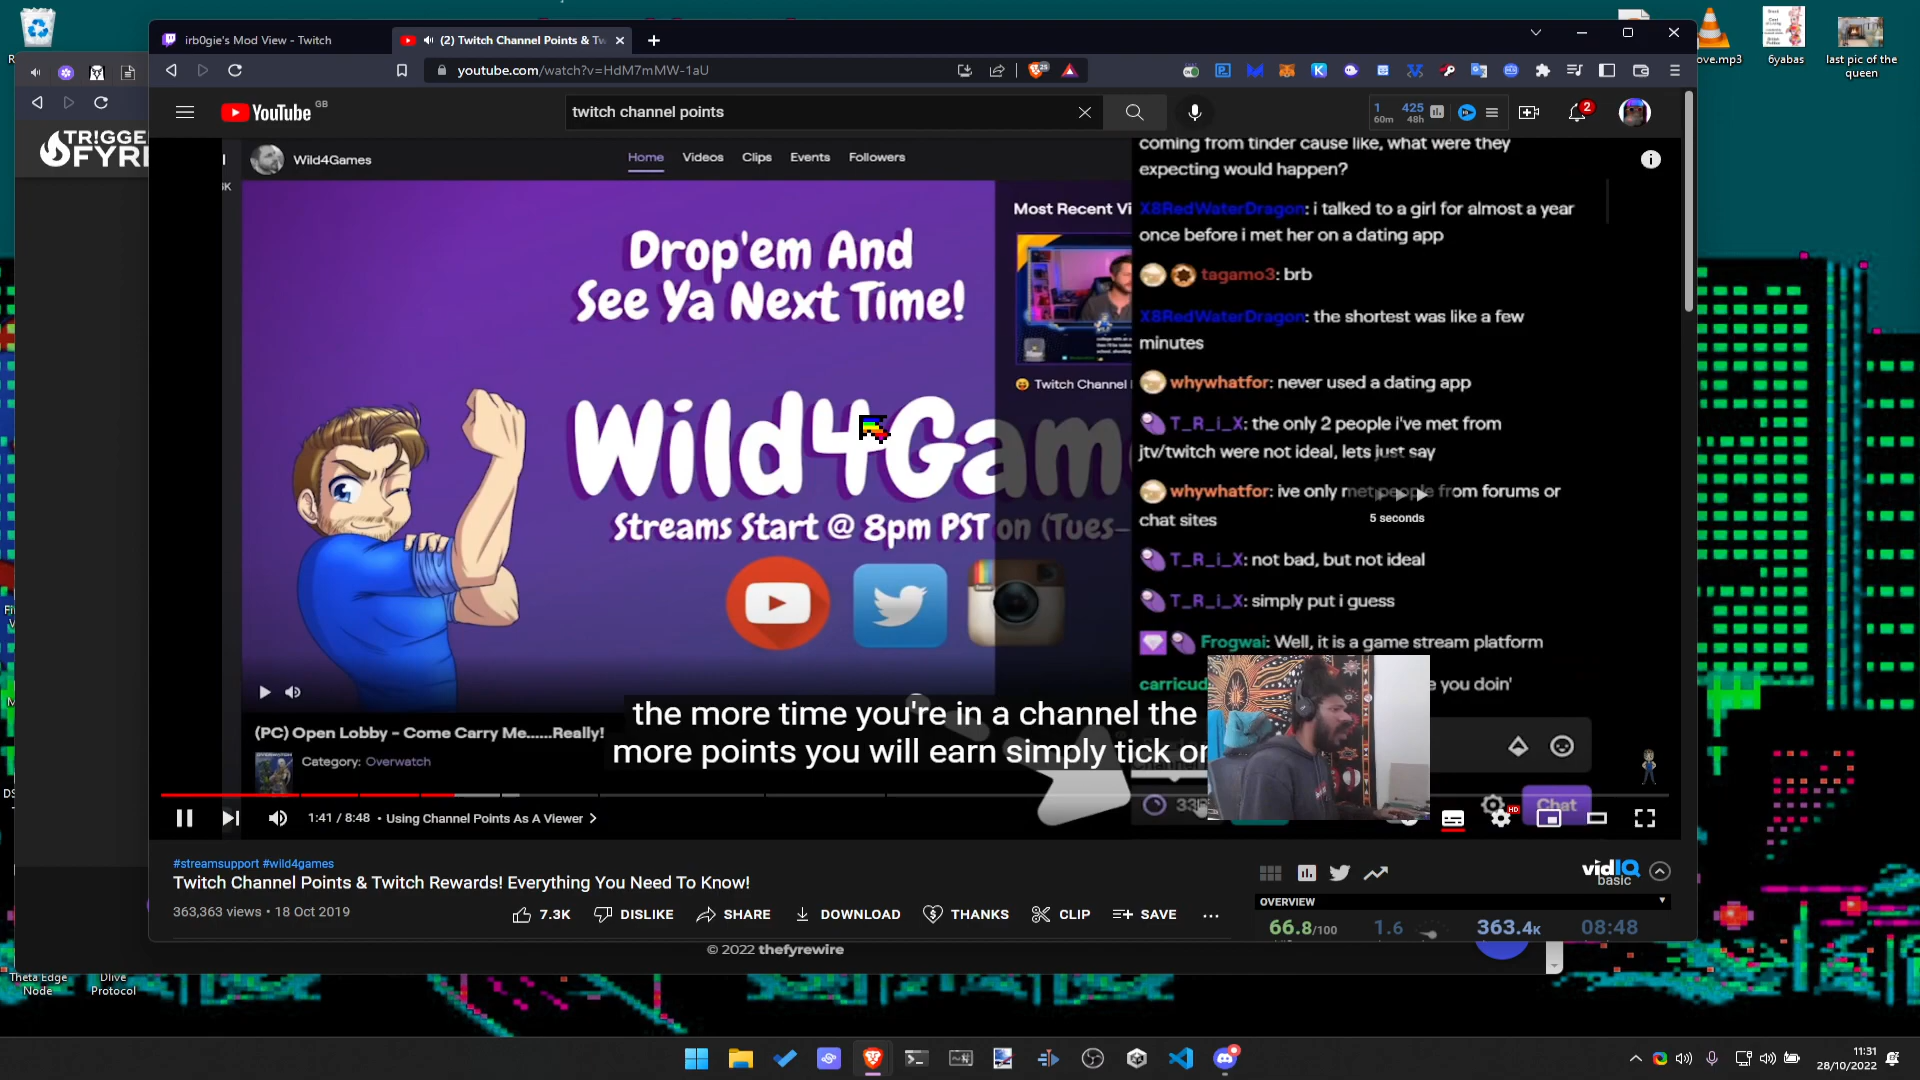 irb0gie's Mod View - Twitch
(2) Twitch Channel Points & Tw
youtube.com/watch?v=HdM7mMW-1aU
25
ove.mp3
6yabas
last pic of the
queen
TR!GGE
FYR
YouTube
GB
twitch channel points
1
60m
425
48h
2
Wild4Games
Home
Videos
Clips
Events
Followers
Drop'em And
See Ya Next Time!
Wild4Game
Streams Start @ 8pm PST on (Tues-
Most Recent Vi
Twitch Channel
coming from tinder cause like, what were they
expecting would happen?
X8RedWaterDragon: i talked to a girl for almost a year
once before i met her on a dating app
tagamo3: brb
X8RedWaterDragon: the shortest was like a few
minutes
whywhatfor: never used a dating app
T_R_i_X: the only 2 people i've met from
jtv/twitch were not ideal, lets just say
whywhatfor: ive only met people from forums or
chat sites
5 seconds
T_R_i_X: not bad, but not ideal
T_R_i_X: simply put i guess
Frogwai: Well, it is a game stream platform
carricud
e you doin'
the more time you're in a channel the
more points you will earn simply tick on
(PC) Open Lobby - Come Carry Me......Really!
Category: Overwatch
Chat
HD
1:41 / 8:48 • Using Channel Points As A Viewer
#streamsupport #wild4games
Twitch Channel Points & Twitch Rewards! Everything You Need To Know!
363,363 views • 18 Oct 2019
7.3K
DISLIKE
SHARE
DOWNLOAD
THANKS
CLIP
SAVE
vidIQ
basic
OVERVIEW
66.8/100
1.6
363.4K
08:48
© 2022 thefyrewire
Theta Edge
Node
Dlive
Protocol
11:31
28/10/2022